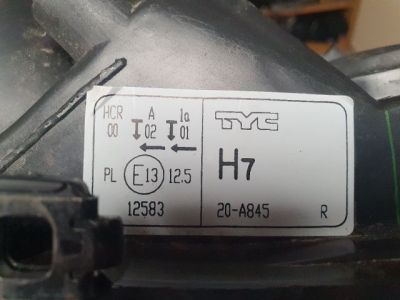 HCR A 1a TYC
00 02 01
PL E13 12.5 H7
12583 20-A845 R